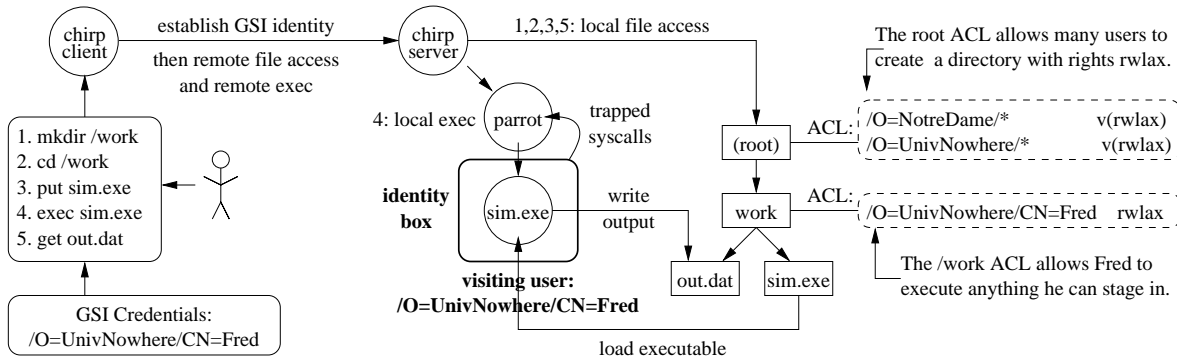 chirp
client
establish GSI identity
then remote file access
and remote exec
chirp
server
1,2,3,5: local file access
The root ACL allows many users to
create a directory with rights rwlax.
4: local exec
parrot
trapped
syscalls
1. mkdir /work
2. cd /work
3. put sim.exe
4. exec sim.exe
5. get out.dat
(root)
ACL:
/O=NotreDame/* v(rwlax)
/O=UnivNowhere/* v(rwlax)
identity
box
sim.exe
write
output
work
ACL:
/O=UnivNowhere/CN=Fred rwlax
out.dat
sim.exe
The /work ACL allows Fred to
execute anything he can stage in.
visiting user:
/O=UnivNowhere/CN=Fred
GSI Credentials:
/O=UnivNowhere/CN=Fred
load executable